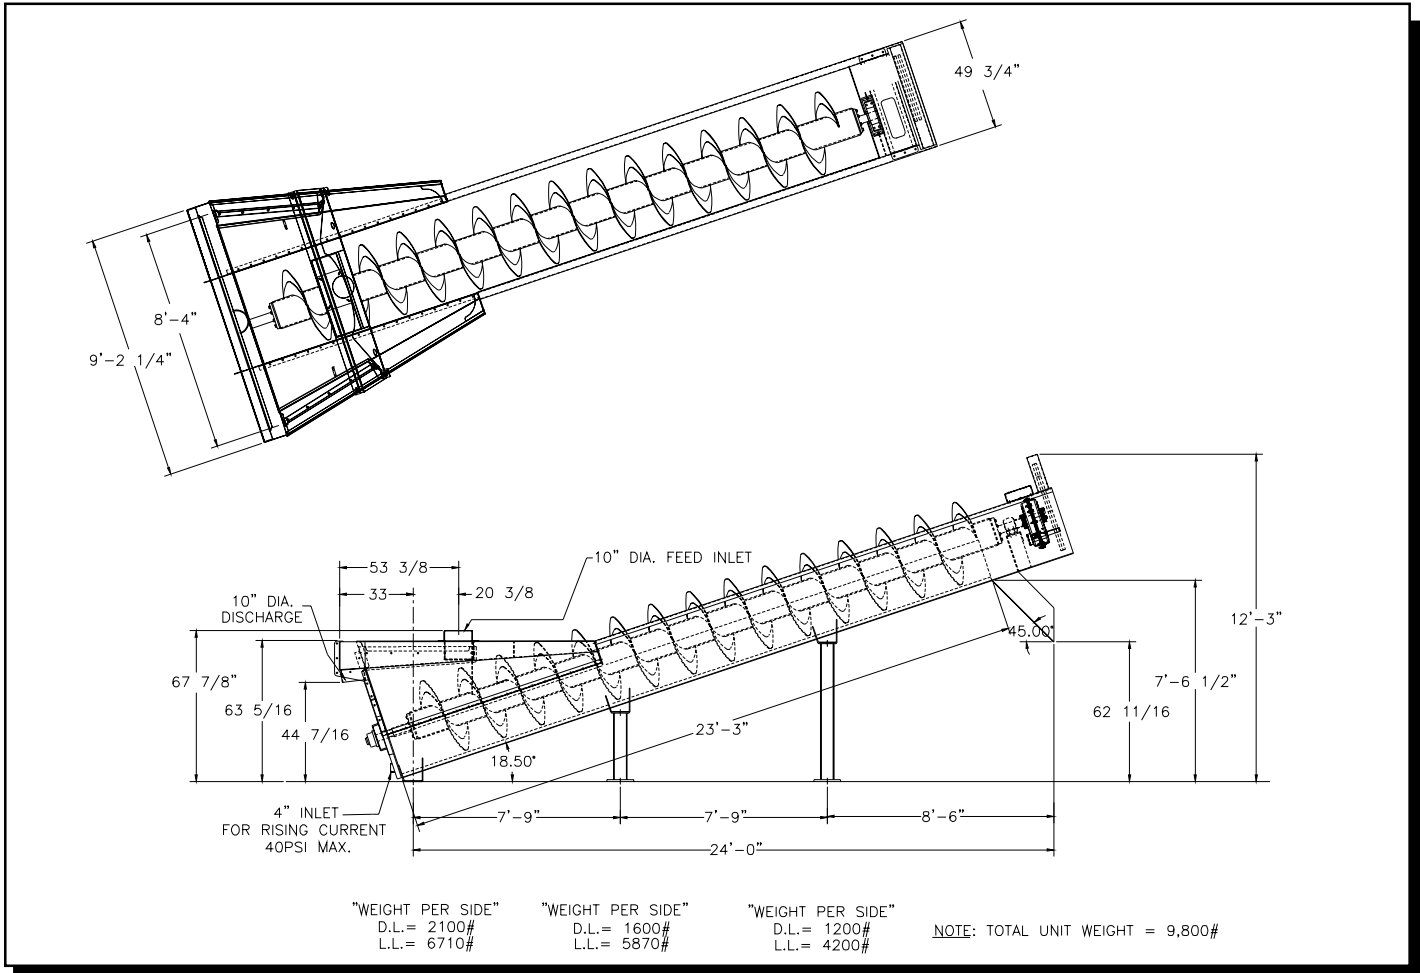 49 3/4"
8'-4"
9'-2 1/4"
53 3/8
10" DIA. FEED INLET
33
20 3/8
10" DIA.
DISCHARGE
12'-3"
45.00°
67 7/8"
7'-6 1/2"
63 5/16
62 11/16
44 7/16
23'-3"
18.50°
4" INLET
FOR RISING CURRENT
40PSI MAX.
7'-9"
7'-9"
8'-6"
24'-0"
"WEIGHT PER SIDE"
D.L.= 2100#
L.L.= 6710#
"WEIGHT PER SIDE"
D.L.= 1600#
L.L.= 5870#
"WEIGHT PER SIDE"
D.L.= 1200#
L.L.= 4200#
NOTE: TOTAL UNIT WEIGHT = 9,800#